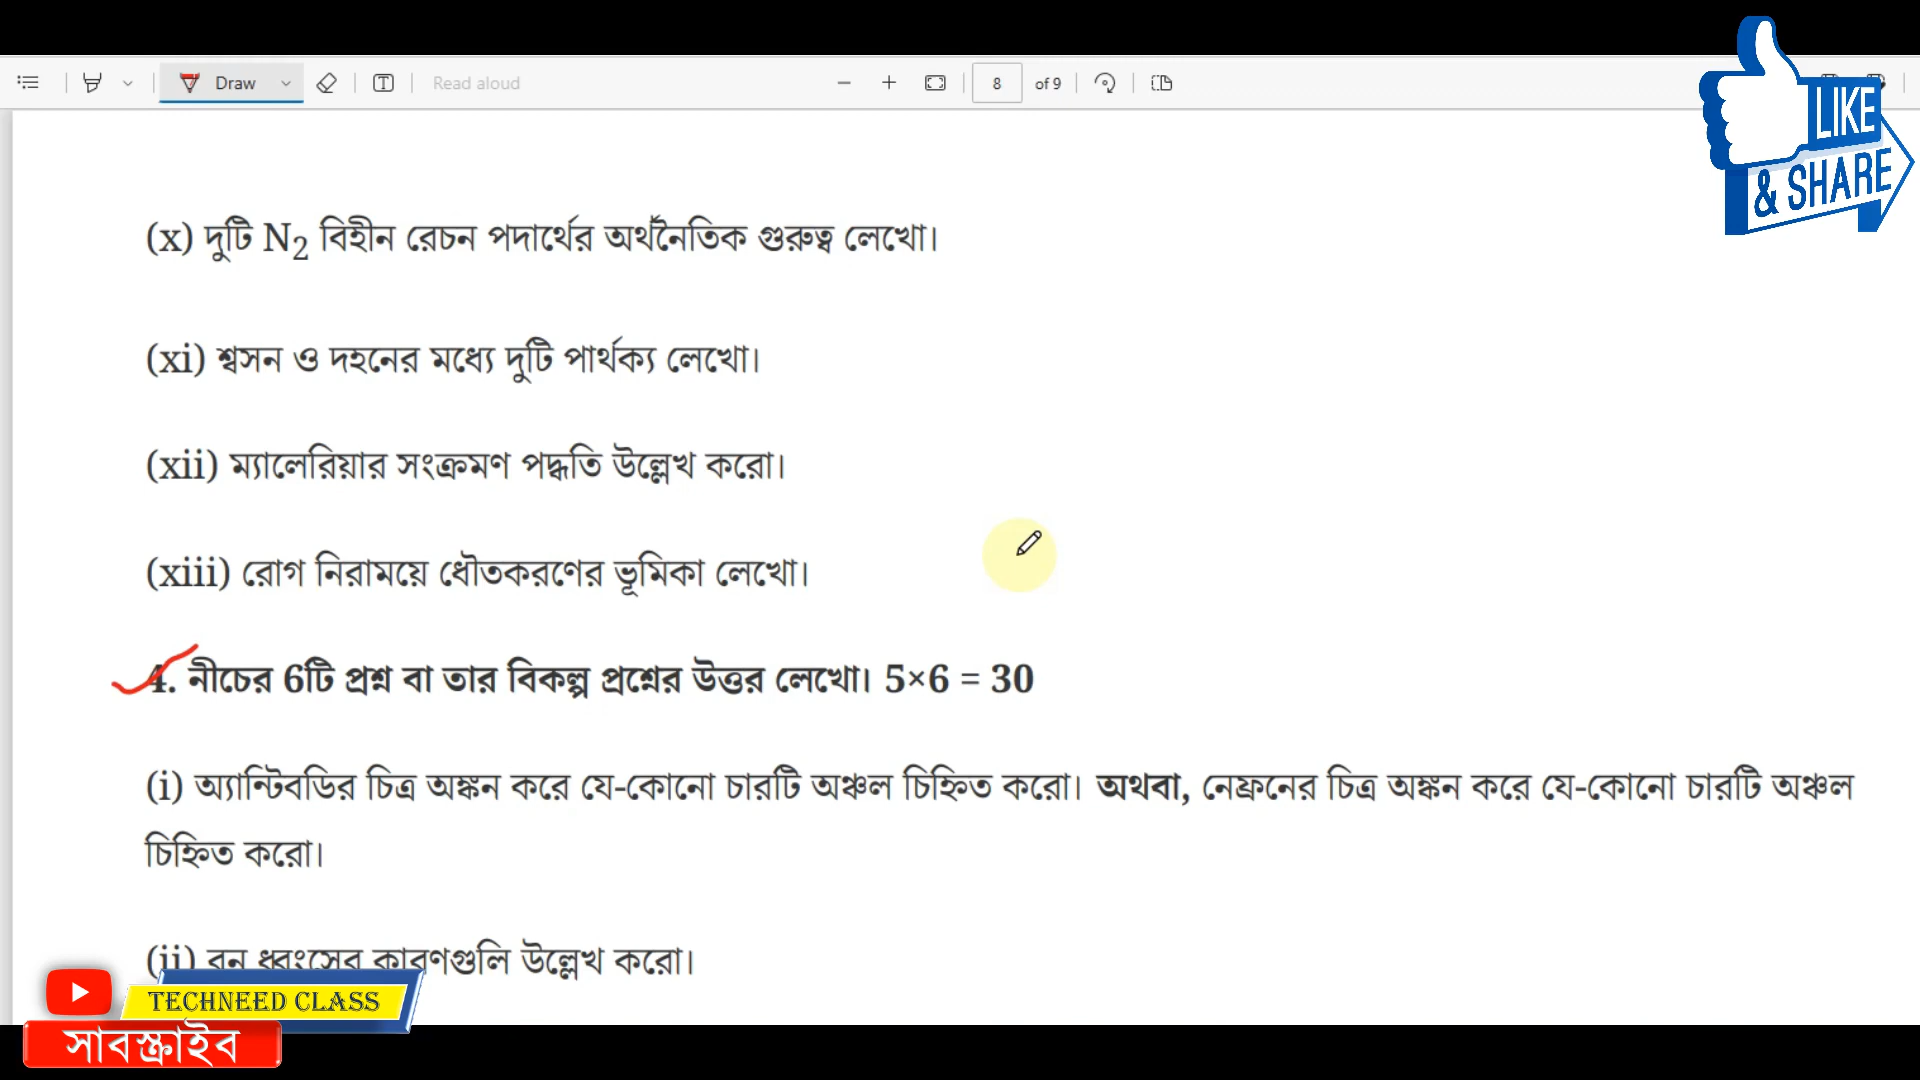 Draw
Read aloud
8 of 9
LIKE
& SHARE
(x) দুটি N2 বিহীন রেচন পদার্থের অর্থনৈতিক গুরুত্ব লেখো।
(xi) শ্বসন ও দহনের মধ্যে দুটি পার্থক্য লেখো।
(xii) ম্যালেরিয়ার সংক্রমণ পদ্ধতি উল্লেখ করো।
(xiii) রোগ নিরাময়ে ধৌতকরণের ভূমিকা লেখো।
4. নীচের 6টি প্রশ্ন বা তার বিকল্প প্রশ্নের উত্তর লেখো। 5×6 = 30
(i) অ্যান্টিবডির চিত্র অঙ্কন করে যে-কোনো চারটি অঞ্চল চিহ্নিত করো। অথবা, নেফ্রনের চিত্র অঙ্কন করে যে-কোনো চারটি অঞ্চল
চিহ্নিত করো।
(ii) বন ধ্বংসের কারণগুলি উল্লেখ করো।
TECHNEED CLASS
সাবস্ক্রাইব